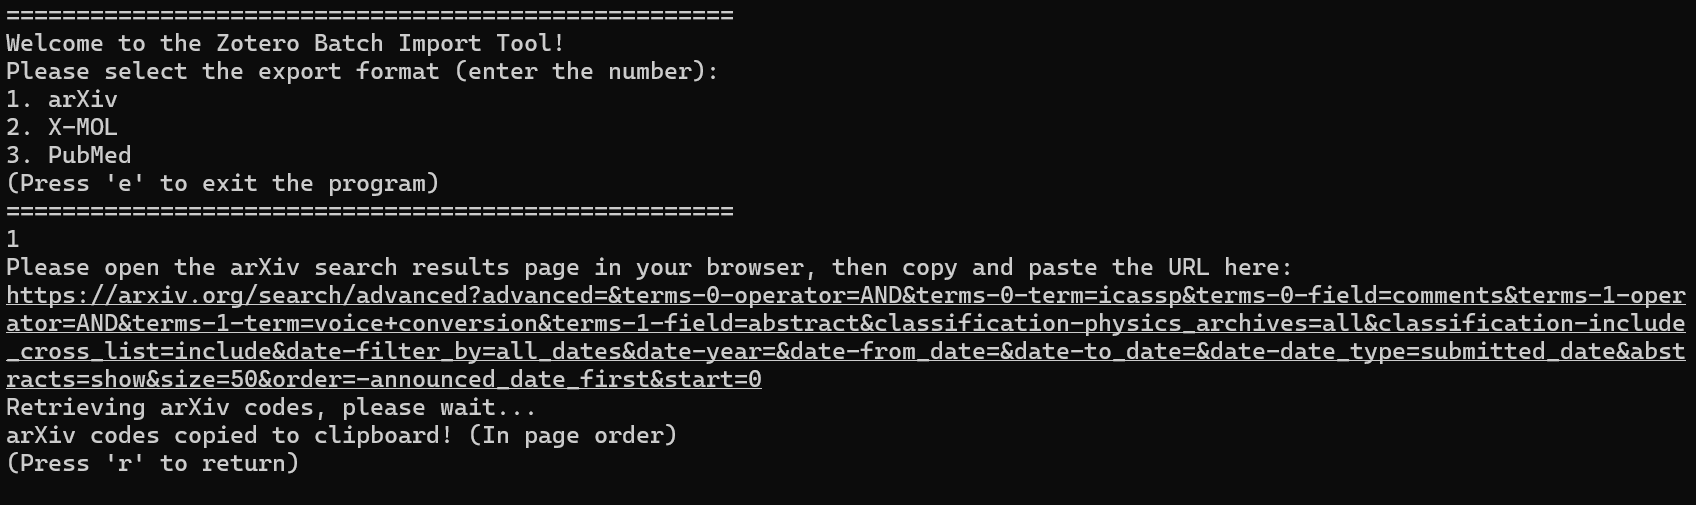 ====================================================
Welcome to the Zotero Batch Import Tool!
Please select the export format (enter the number):
1. arXiv
2. X-MOL
3. PubMed
(Press 'e' to exit the program)
====================================================
1
Please open the arXiv search results page in your browser, then copy and paste the URL here:
https://arxiv.org/search/advanced?advanced=&terms-0-operator=AND&terms-0-term=icassp&terms-0-field=comments&terms-1-oper
ator=AND&terms-1-term=voice+conversion&terms-1-field=abstract&classification-physics_archives=all&classification-include
_cross_list=include&date-filter_by=all_dates&date-year=&date-from_date=&date-to_date=&date-date_type=submitted_date&abst
racts=show&size=50&order=-announced_date_first&start=0
Retrieving arXiv codes, please wait...
arXiv codes copied to clipboard! (In page order)
(Press 'r' to return)